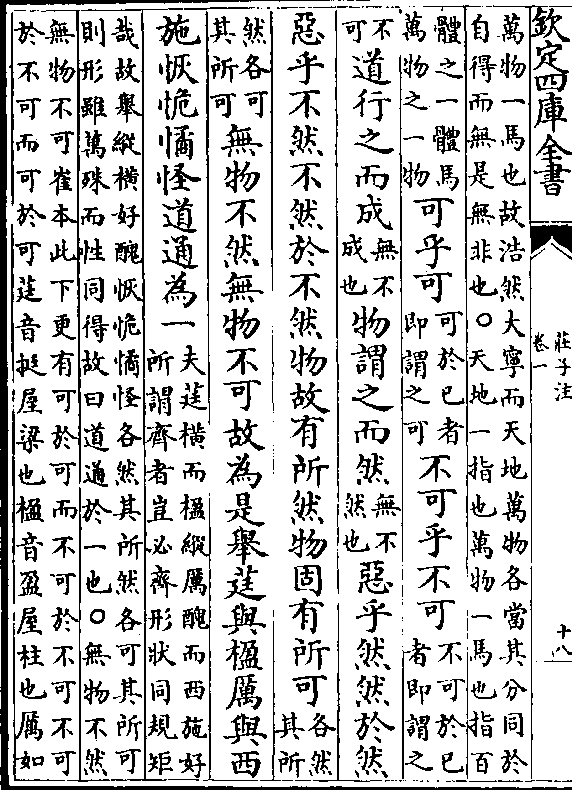 欽定四庫全書
莊子注
卷一
十八
萬物一馬也故浩然大寧而天地萬物各當其分同於
自得而無是無非也○天地一指也萬物一馬也指百
體之一體馬
萬物之一物
可乎可
可於已者
即謂之可
不可乎不可
不可於已
者即謂之
不可
道行之而成
無不
成也
物謂之而然
無不
然也
惡乎然然於然
惡乎不然不然於不然物故有所然物固有所可
各然
其所
然各可
其所可
無物不然無物不可故為是舉莛與楹厲與西
施恢恑憰怪道通為一
夫莛橫而楹縱厲醜而西施好
所謂齊者豈必齊形狀同規矩
哉故舉縱橫好醜恢恑憰怪各然其所然各可其所可
則形雖萬殊而性同得故曰道通於一也○無物不然
無物不可崔本此下更有可於可而不可於不可不可
於不可而可於可莛音挺屋梁也楹音盈屋柱也厲如